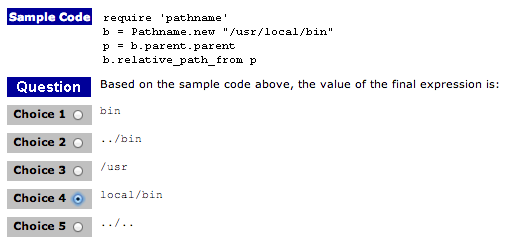 Sample Code
require 'pathname'
b = Pathname.new "/usr/local/bin"
p = b.parent.parent
b.relative_path_from p
Question Based on the sample code above, the value of the final expression is:
Choice 1 bin
Choice 2 ../bin
Choice 3 /usr
Choice 4 local/bin
Choice 5 ../..